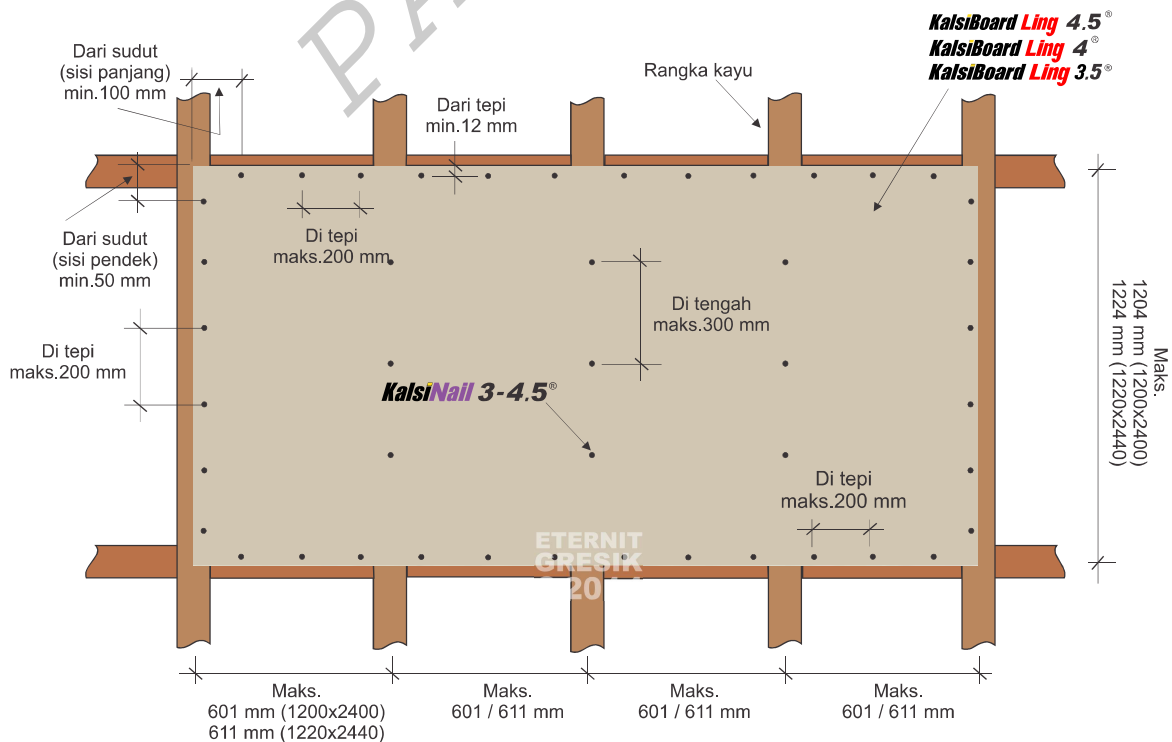 PA
KalsiBoard Ling 4.5®
KalsiBoard Ling 4®
KalsiBoard Ling 3.5®
Dari sudut
(sisi panjang)
min.100 mm
Dari tepi
min.12 mm
Rangka kayu
Dari sudut
(sisi pendek)
min.50 mm
Di tepi
maks.200 mm
Di tengah
maks.300 mm
Di tepi
maks.200 mm
KalsiNail 3-4.5®
Di tepi
maks.200 mm
Maks.
1204 mm (1200x2400)
1224 mm (1220x2440)
ETERNIT
GRESIK
Maks.
601 mm (1200x2400)
611 mm (1220x2440)
Maks.
601 / 611 mm
Maks.
601 / 611 mm
Maks.
601 / 611 mm